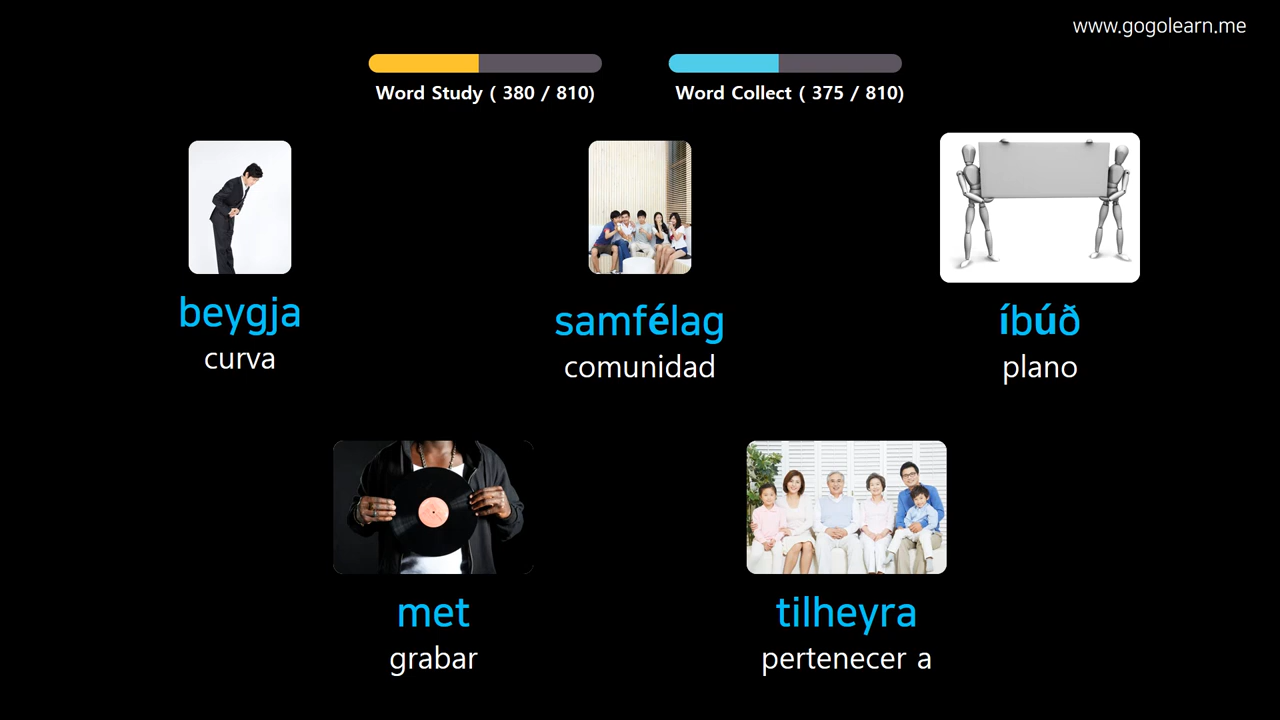 www.gogolearn.me
Word Study ( 380 / 810)
Word Collect ( 375 / 810)
beygja
curva
samfélag
comunidad
íbúð
plano
met
grabar
tilheyra
pertenecer a